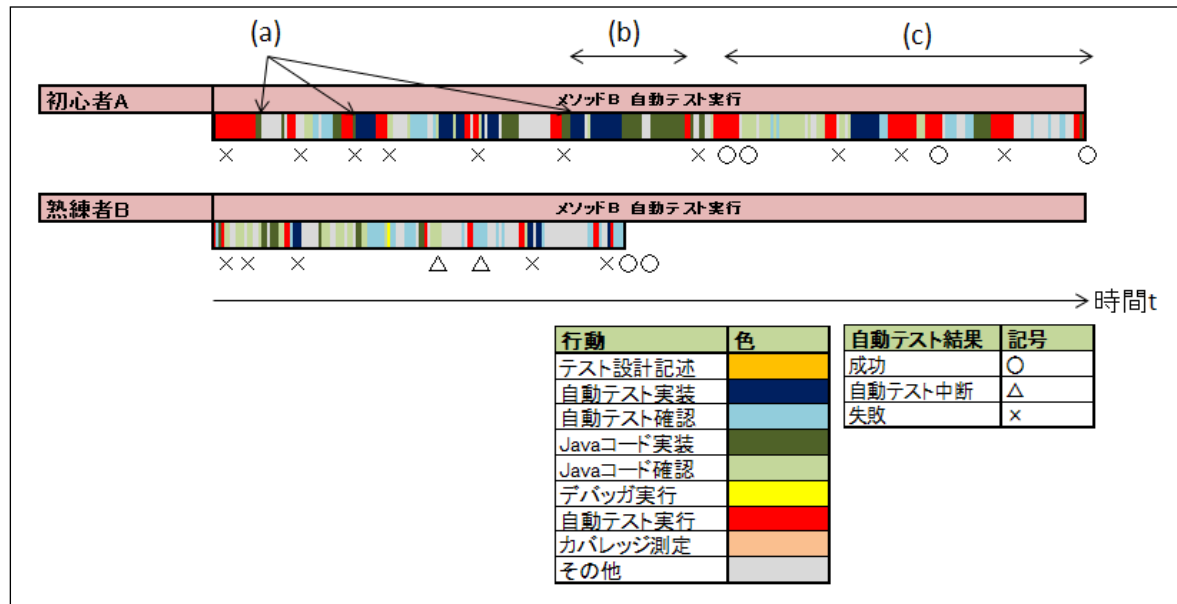 (a) (b) (c)
初心者A メソッドB 自動テスト実行
× × × × × × × ○ ○ × × ○ × ○
熟練者B メソッドB 自動テスト実行
× × × △ △ × × ○ ○
時間t
行動 色
テスト設計記述
自動テスト実装
自動テスト確認
Javaコード実装
Javaコード確認
デバッガ実行
自動テスト実行
カバレッジ測定
その他
自動テスト結果 記号
成功 ○
自動テスト中断 △
失敗 ×